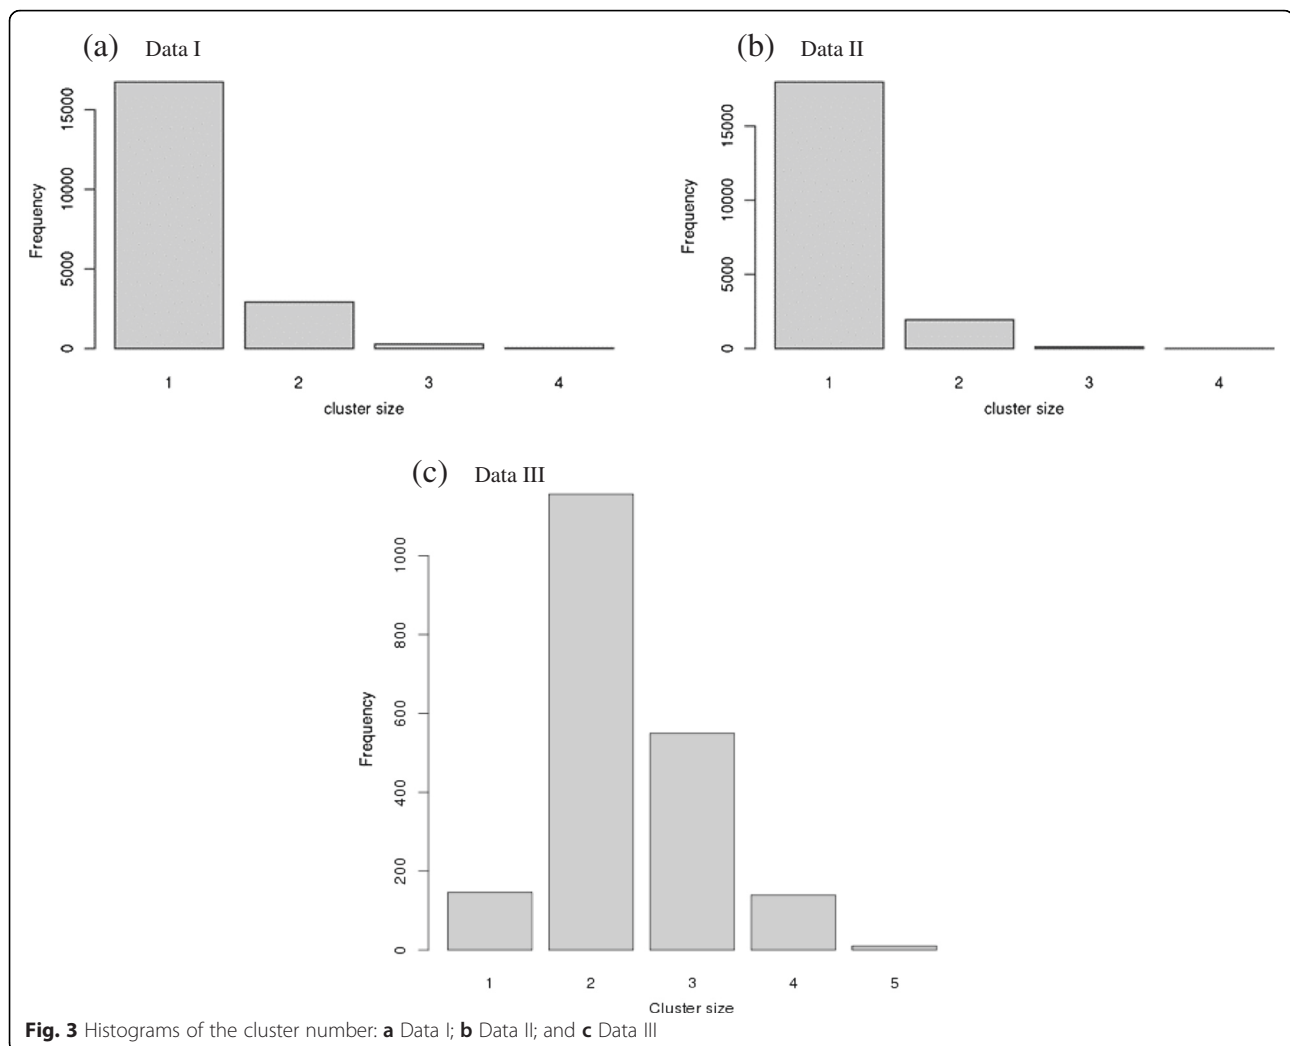 (a) Data I
Frequency
15000
10000
5000
0
1 2 3 4
cluster size
(b) Data II
Frequency
15000
10000
5000
0
1 2 3 4
cluster size
(c) Data III
Frequency
1000
800
600
400
200
0
1 2 3 4 5
Cluster size
Fig. 3 Histograms of the cluster number: a Data I; b Data II; and c Data III